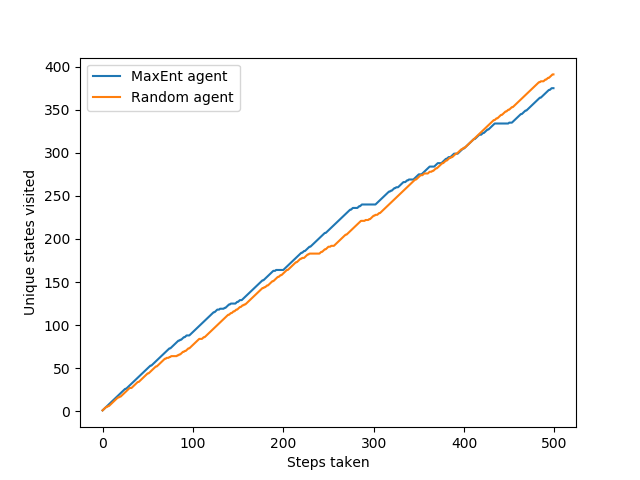 MaxEnt agent
Random agent
400
350
300
250
200
150
100
50
0
Unique states visited
0 100 200 300 400 500
Steps taken